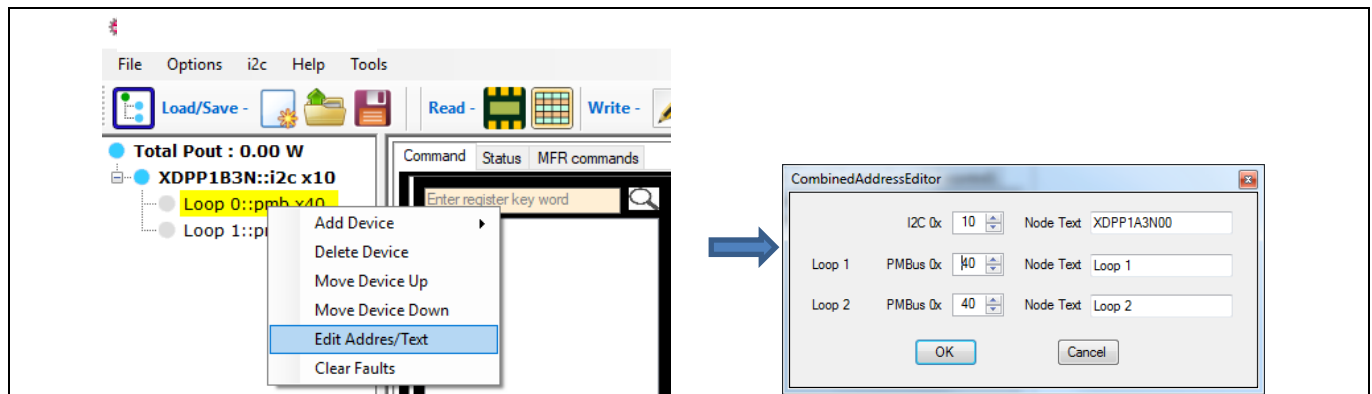 File Options i2c Help Tools
Load/Save - Read - Write -
Total Pout : 0.00 W
XDPP1B3N::i2c x10
Loop 0::pmb x40
Loop 1::p
Command Status MFR commands
Enter register key word
Add Device
Delete Device
Move Device Up
Move Device Down
Edit Addres/Text
Clear Faults
CombinedAddressEditor
I2C 0x 10 Node Text XDPP1A3N00
Loop 1 PMBus 0x 40 Node Text Loop 1
Loop 2 PMBus 0x 40 Node Text Loop 2
OK Cancel